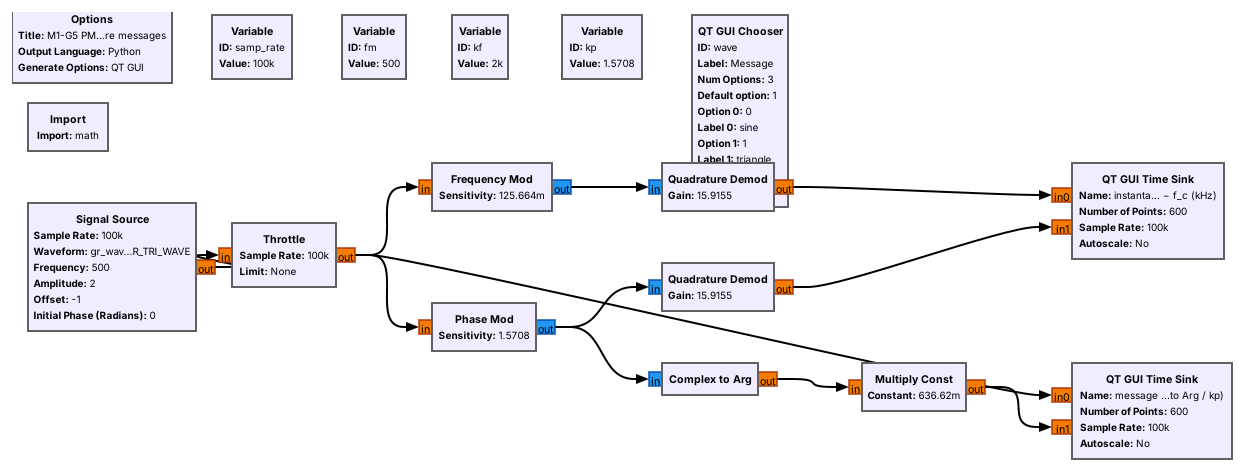 Options
Title: M1-G5 PM...re messages
Output Language: Python
Generate Options: QT GUI
Variable
ID: samp_rate
Value: 100k
Variable
ID: fm
Value: 500
Variable
ID: kf
Value: 2k
Variable
ID: kp
Value: 1.5708
QT GUI Chooser
ID: wave
Label: Message
Num Options: 3
Default option: 1
Option 0: 0
Label 0: sine
Option 1: 1
Label 1: triangle
Import
Import: math
Signal Source
Sample Rate: 100k
Waveform: gr_wav...R_TRI_WAVE
Frequency: 500
Amplitude: 2
Offset: -1
Initial Phase (Radians): 0
out
in
Throttle
Sample Rate: 100k
Limit: None
out
in
Frequency Mod
Sensitivity: 125.664m
out
in
Quadrature Demod
Gain: 15.9155
out
in
Phase Mod
Sensitivity: 1.5708
out
in
Quadrature Demod
Gain: 15.9155
out
in
Complex to Arg
out
in
Multiply Const
Constant: 636.62m
out
in0
in1
QT GUI Time Sink
Name: instanta... − f_c (kHz)
Number of Points: 600
Sample Rate: 100k
Autoscale: No
in0
in1
QT GUI Time Sink
Name: message ...to Arg / kp)
Number of Points: 600
Sample Rate: 100k
Autoscale: No